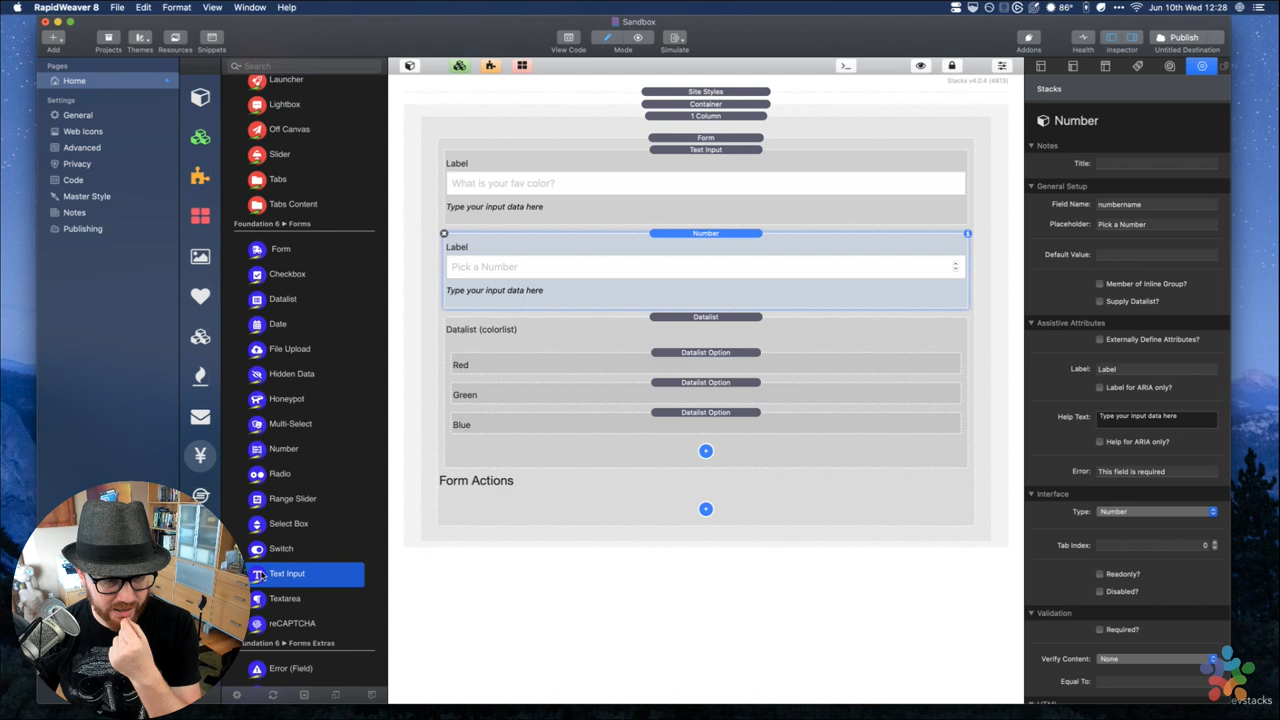 RapidWeaver 8 File Edit Format View Window Help
86° Jun 10th Wed 12:28
Sandbox
Add Projects Themes Resources Snippets View Code Mode Simulate Addons Health Inspector Publish
Untitled Destination
Pages
Home
Settings
General
Web Icons
Advanced
Privacy
Code
Master Style
Notes
Publishing
Search
Launcher
Lightbox
Off Canvas
Slider
Tabs
Tabs Content
Foundation 6 ▸ Forms
Form
Checkbox
Datalist
Date
File Upload
Hidden Data
Honeypot
Multi-Select
Number
Radio
Range Slider
Select Box
Switch
Text Input
Textarea
reCAPTCHA
oundation 6 ▸ Forms Extras
Error (Field)
Stacks v4.0.4 (4813)
Site Styles
Container
1 Column
Form
Text Input
Label
What is your fav color?
Type your input data here
Number
Label
Pick a Number
Type your input data here
Datalist
Datalist (colorlist)
Datalist Option
Red
Datalist Option
Green
Datalist Option
Blue
Form Actions
Stacks
Number
Notes
Title:
General Setup
Field Name: numbername
Placeholder: Pick a Number
Default Value:
Member of Inline Group?
Supply Datalist?
Assistive Attributes
Externally Define Attributes?
Label: Label
Label for ARIA only?
Help Text: Type your input data here
Help for ARIA only?
Error: This field is required
Interface
Type: Number
Tab Index: 0
Readonly?
Disabled?
Validation
Required?
Verify Content: None
Equal To:
HTML
evstacks